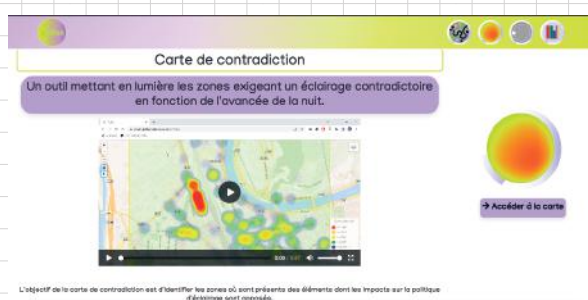 Carte de contradiction
Un outil mettant en lumière les zones exigeant un éclairage contradictoire
en fonction de l'avancée de la nuit.
→ Accéder à la carte
L'objectif de la carte de contradiction est d'identifier les zones où sont présents des éléments dont les impacts sur la politique
d'éclairage sont opposés.